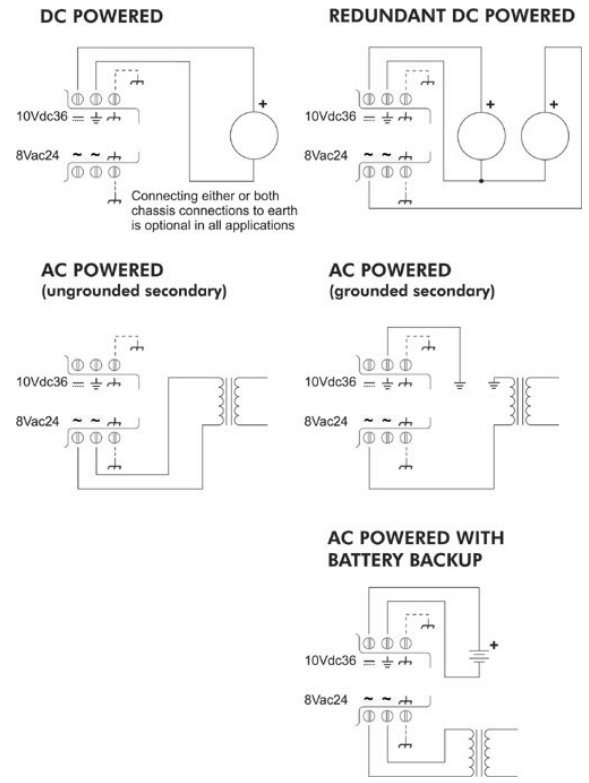 DC POWERED
10Vdc36
8Vac24
Connecting either or both
chassis connections to earth
is optional in all applications
+
REDUNDANT DC POWERED
10Vdc36
8Vac24
+
+
AC POWERED
(ungrounded secondary)
10Vdc36
8Vac24
AC POWERED
(grounded secondary)
10Vdc36
8Vac24
AC POWERED WITH
BATTERY BACKUP
10Vdc36
8Vac24
+